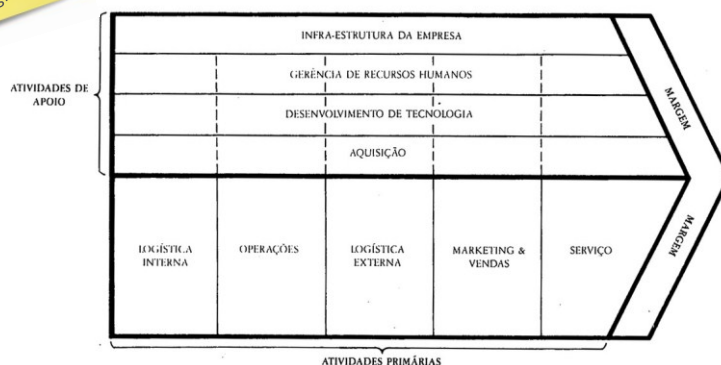 INFRA-ESTRUTURA DA EMPRESA
GERÊNCIA DE RECURSOS HUMANOS
ATIVIDADES DE
APOIO
DESENVOLVIMENTO DE TECNOLOGIA
AQUISIÇÃO
MARGEM
LOGÍSTICA
INTERNA
OPERAÇÕES
LOGÍSTICA
EXTERNA
MARKETING &
VENDAS
SERVIÇO
MARGEM
ATIVIDADES PRIMÁRIAS